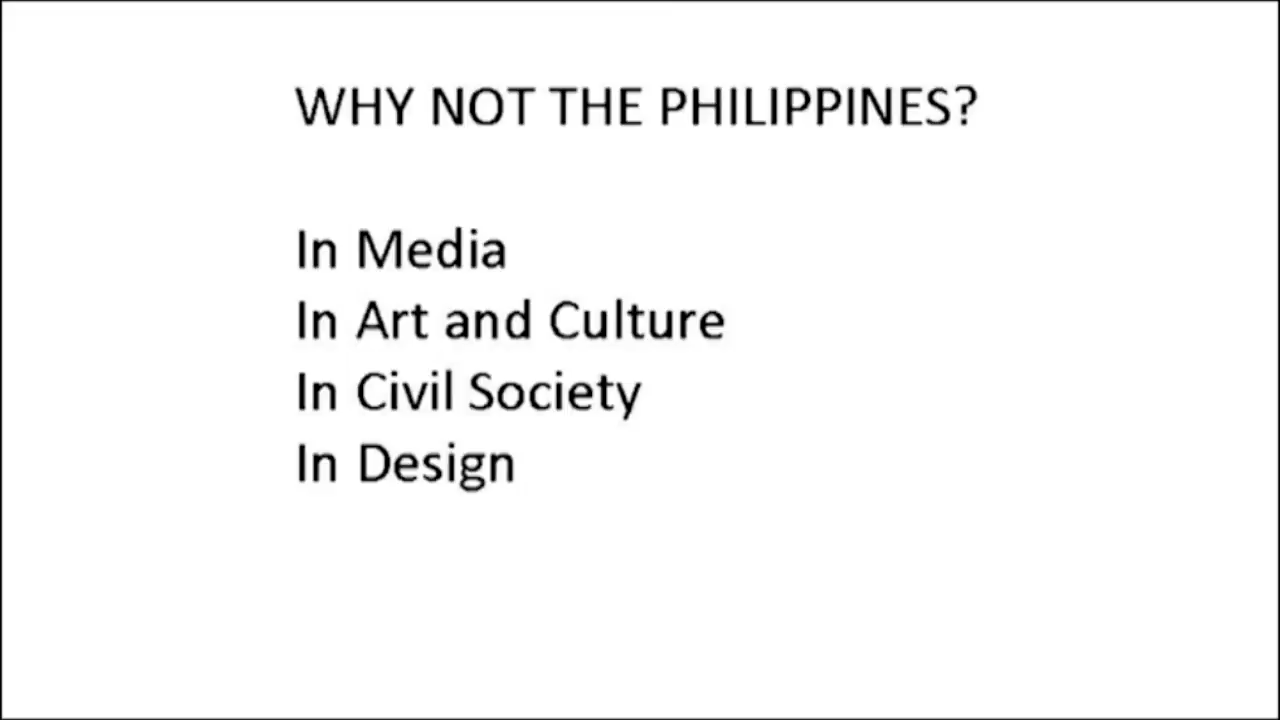 WHY NOT THE PHILIPPINES?
In Media
In Art and Culture
In Civil Society
In Design